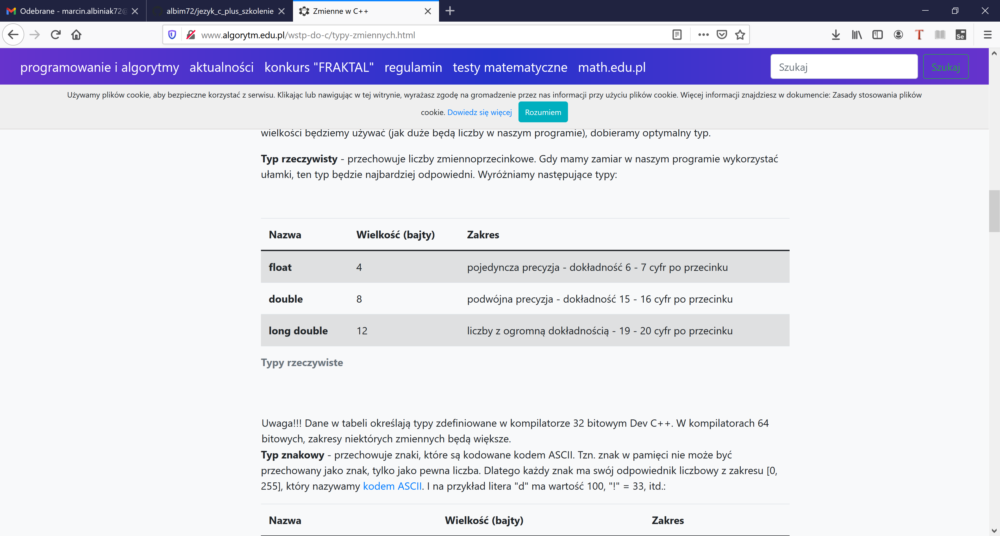 Odebrane - marcin.albiniak72@
albim72/jezyk_c_plus_szkolenie
Zmienne w C++
www.algorytm.edu.pl/wstp-do-c/typy-zmiennych.html
T
Se
programowanie i algorytmy aktualności konkurs "FRAKTAL" regulamin testy matematyczne math.edu.pl
Szukaj
Szukaj
Używamy plików cookie, aby bezpieczne korzystać z serwisu. Klikając lub nawigując w tej witrynie, wyrażasz zgodę na gromadzenie przez nas informacji przy użyciu plików cookie. Więcej informacji znajdziesz w dokumencie: Zasady stosowania plików
cookie. Dowiedz się więcej Rozumiem
wielkości będziemy używać (jak duże będą liczby w naszym programie), dobieramy optymalny typ.
Typ rzeczywisty - przechowuje liczby zmiennoprzecinkowe. Gdy mamy zamiar w naszym programie wykorzystać
ułamki, ten typ będzie najbardziej odpowiedni. Wyróżniamy następujące typy:
Nazwa Wielkość (bajty) Zakres
float 4 pojedyncza precyzja - dokładność 6 - 7 cyfr po przecinku
double 8 podwójna precyzja - dokładność 15 - 16 cyfr po przecinku
long double 12 liczby z ogromną dokładnością - 19 - 20 cyfr po przecinku
Typy rzeczywiste
Uwaga!!! Dane w tabeli określają typy zdefiniowane w kompilatorze 32 bitowym Dev C++. W kompilatorach 64
bitowych, zakresy niektórych zmiennych będą większe.
Typ znakowy - przechowuje znaki, które są kodowane kodem ASCII. Tzn. znak w pamięci nie może być
przechowany jako znak, tylko jako pewna liczba. Dlatego każdy znak ma swój odpowiednik liczbowy z zakresu [0,
255], który nazywamy kodem ASCII. I na przykład litera "d" ma wartość 100, "!" = 33, itd.:
Nazwa Wielkość (bajty) Zakres